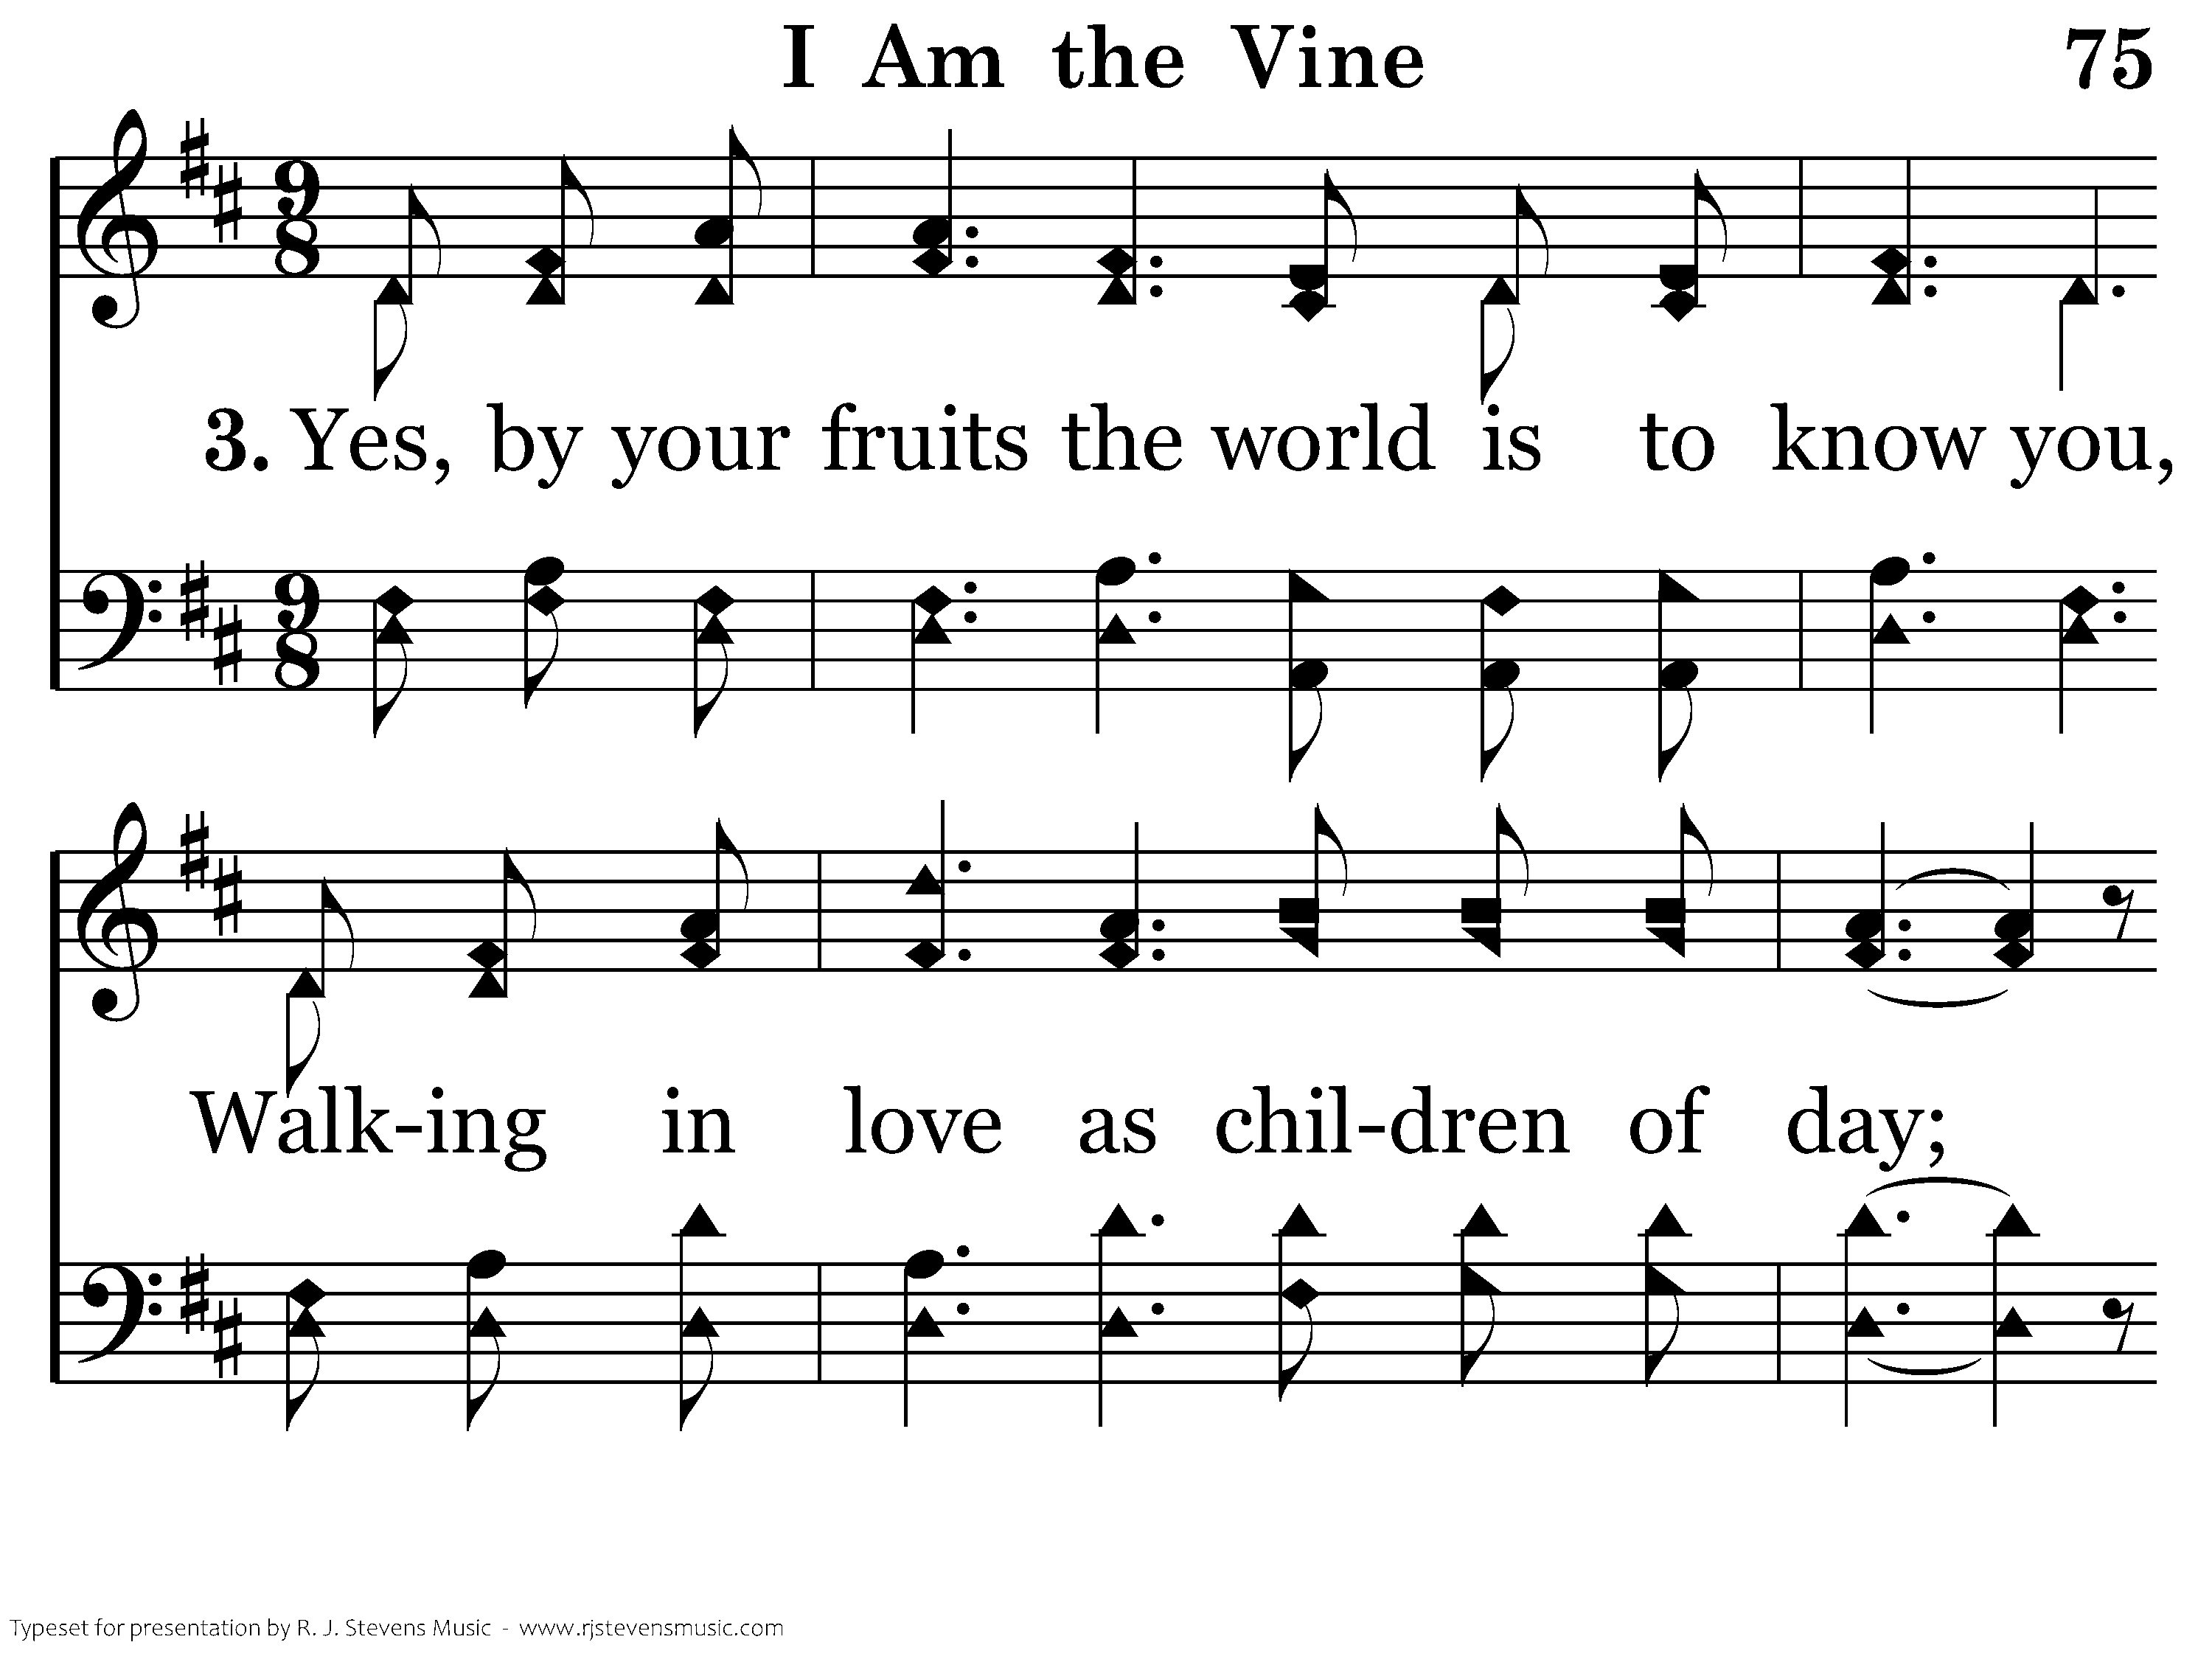 I Am the Vine 75
3. Yes, by your fruits the world is to know you,
Walk-ing in love as chil-dren of day;
Typeset for presentation by R. J. Stevens Music - www.rjstevensmusic.com